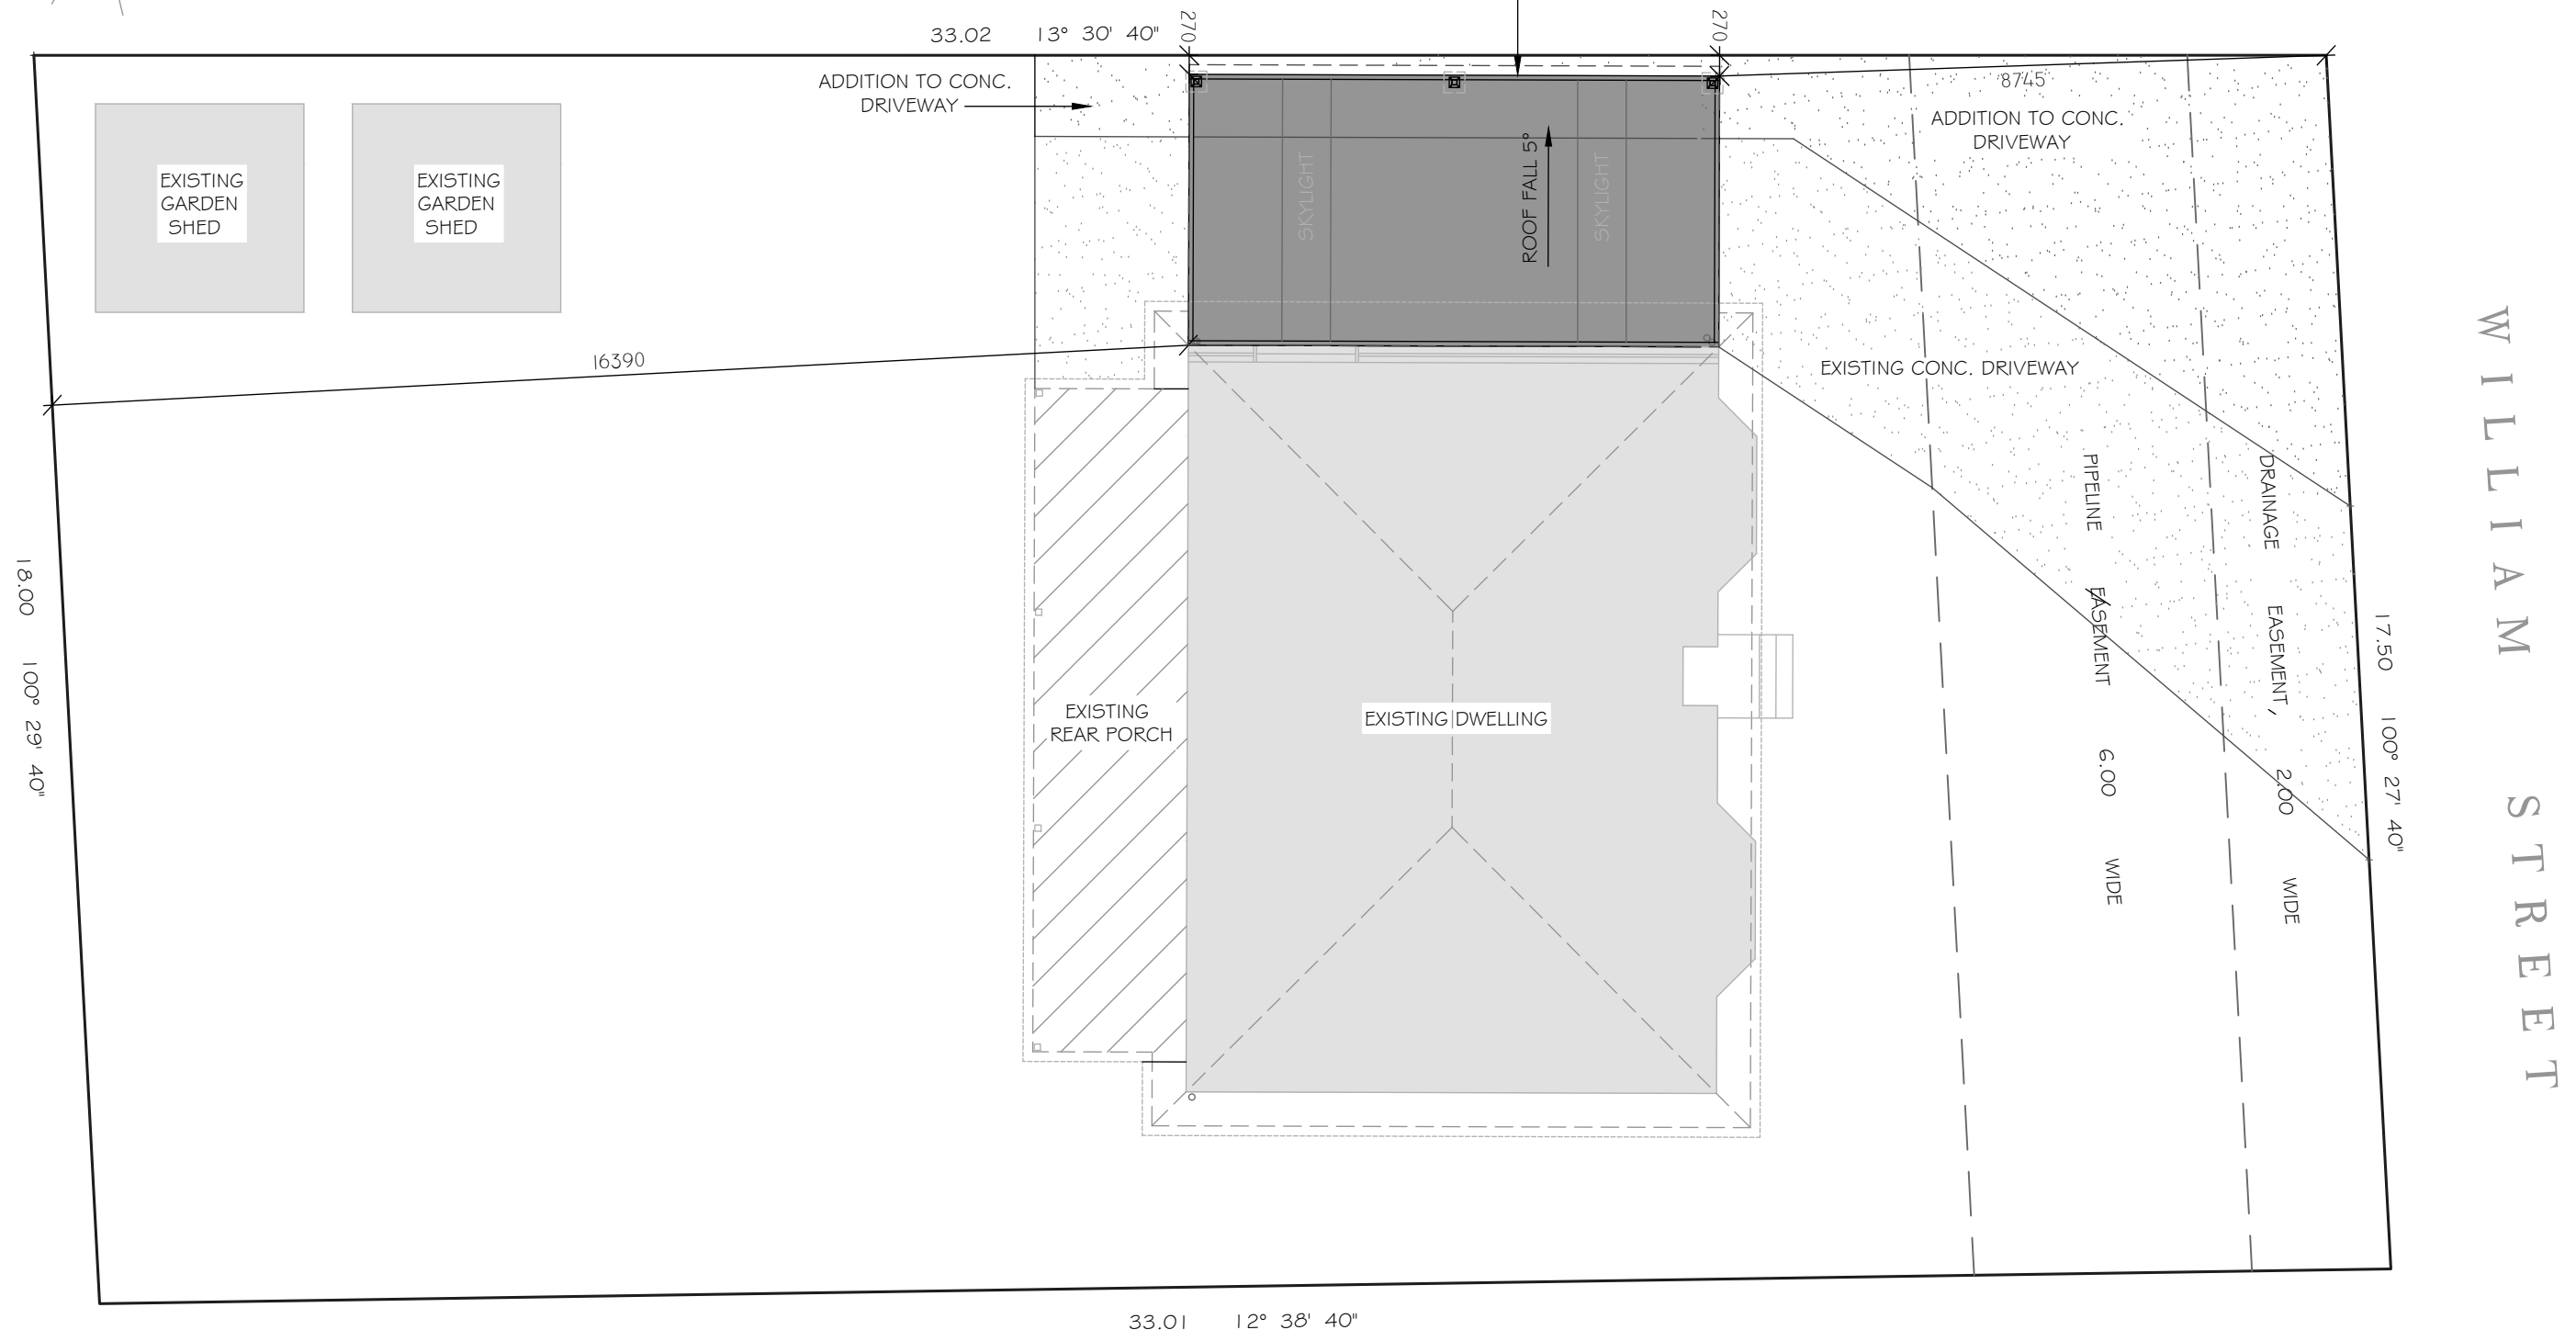 33.02 13° 30' 40"
270
270
8745
ADDITION TO CONC.
DRIVEWAY
ADDITION TO CONC.
DRIVEWAY
EXISTING
GARDEN
SHED
EXISTING
GARDEN
SHED
SKYLIGHT
ROOF FALL 5°
SKYLIGHT
16390
EXISTING CONC. DRIVEWAY
PIPELINE EASEMENT 6.00 WIDE
DRAINAGE EASEMENT, 2.00 WIDE
WILLIAM STREET
18.00 100° 29' 40"
17.50 100° 27' 40"
EXISTING
REAR PORCH
EXISTING DWELLING
33.01 12° 38' 40"